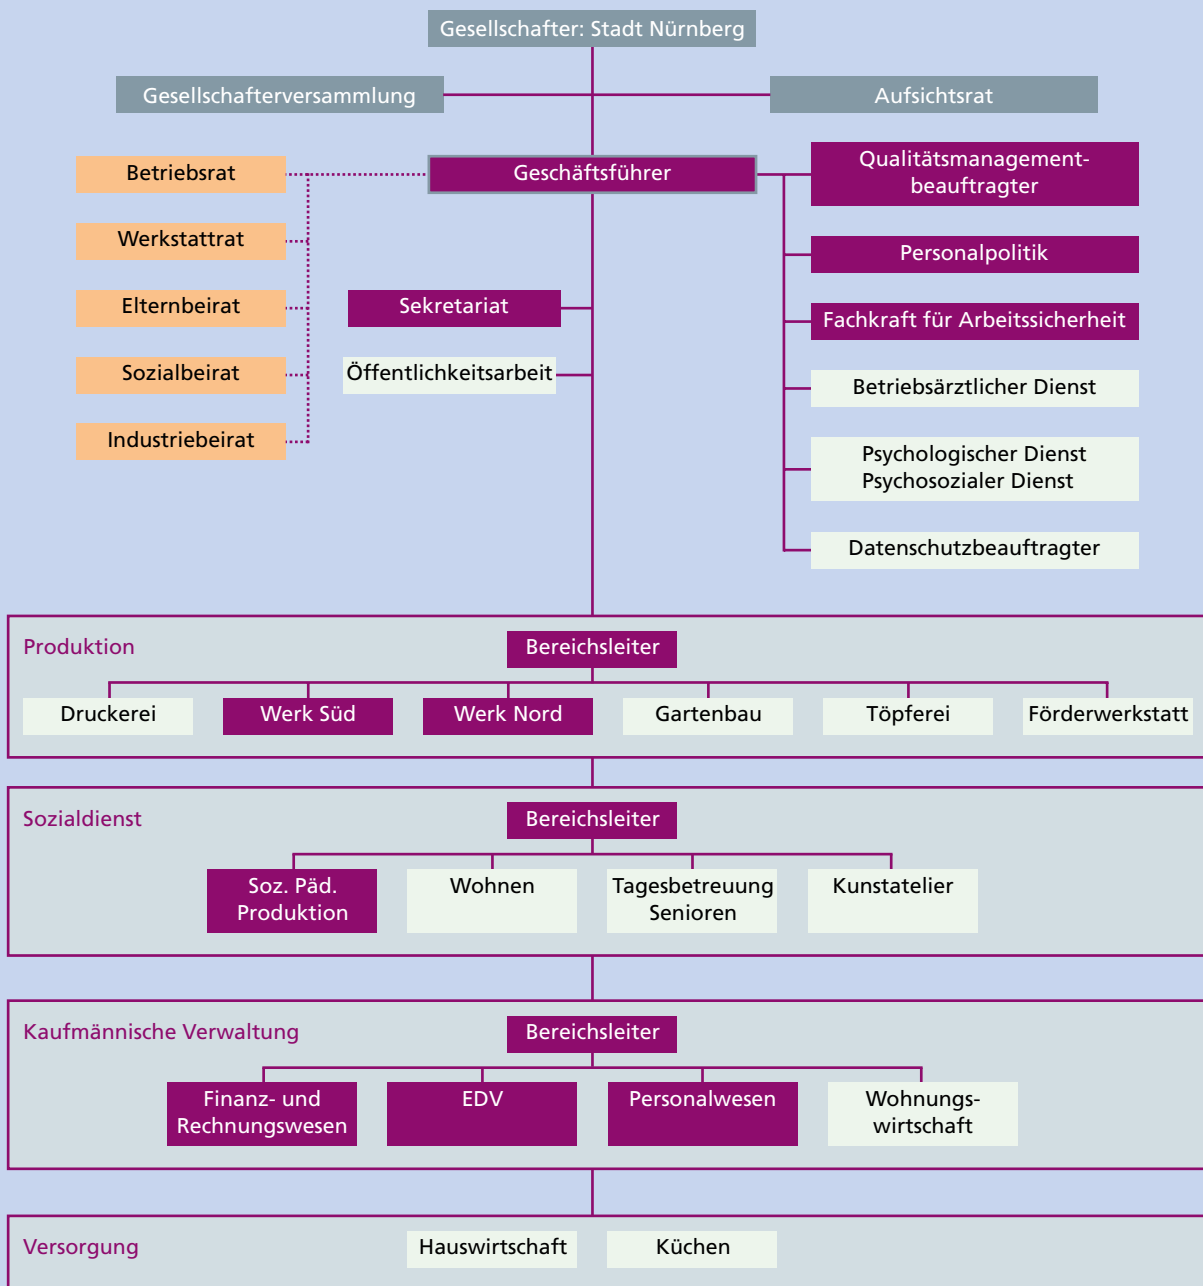 Gesellschafter: Stadt Nürnberg
Gesellschafterversammlung
Aufsichtsrat
Betriebsrat
Werkstattrat
Elternbeirat
Sozialbeirat
Industriebeirat
Geschäftsführer
Sekretariat
Öffentlichkeitsarbeit
Qualitätsmanagement-
beauftragter
Personalpolitik
Fachkraft für Arbeitssicherheit
Betriebsärztlicher Dienst
Psychologischer Dienst
Psychosozialer Dienst
Datenschutzbeauftragter
Produktion
Bereichsleiter
Druckerei
Werk Süd
Werk Nord
Gartenbau
Töpferei
Förderwerkstatt
Sozialdienst
Bereichsleiter
Soz. Päd.
Produktion
Wohnen
Tagesbetreuung
Senioren
Kunstatelier
Kaufmännische Verwaltung
Bereichsleiter
Finanz- und
Rechnungswesen
EDV
Personalwesen
Wohnungs-
wirtschaft
Versorgung
Hauswirtschaft
Küchen